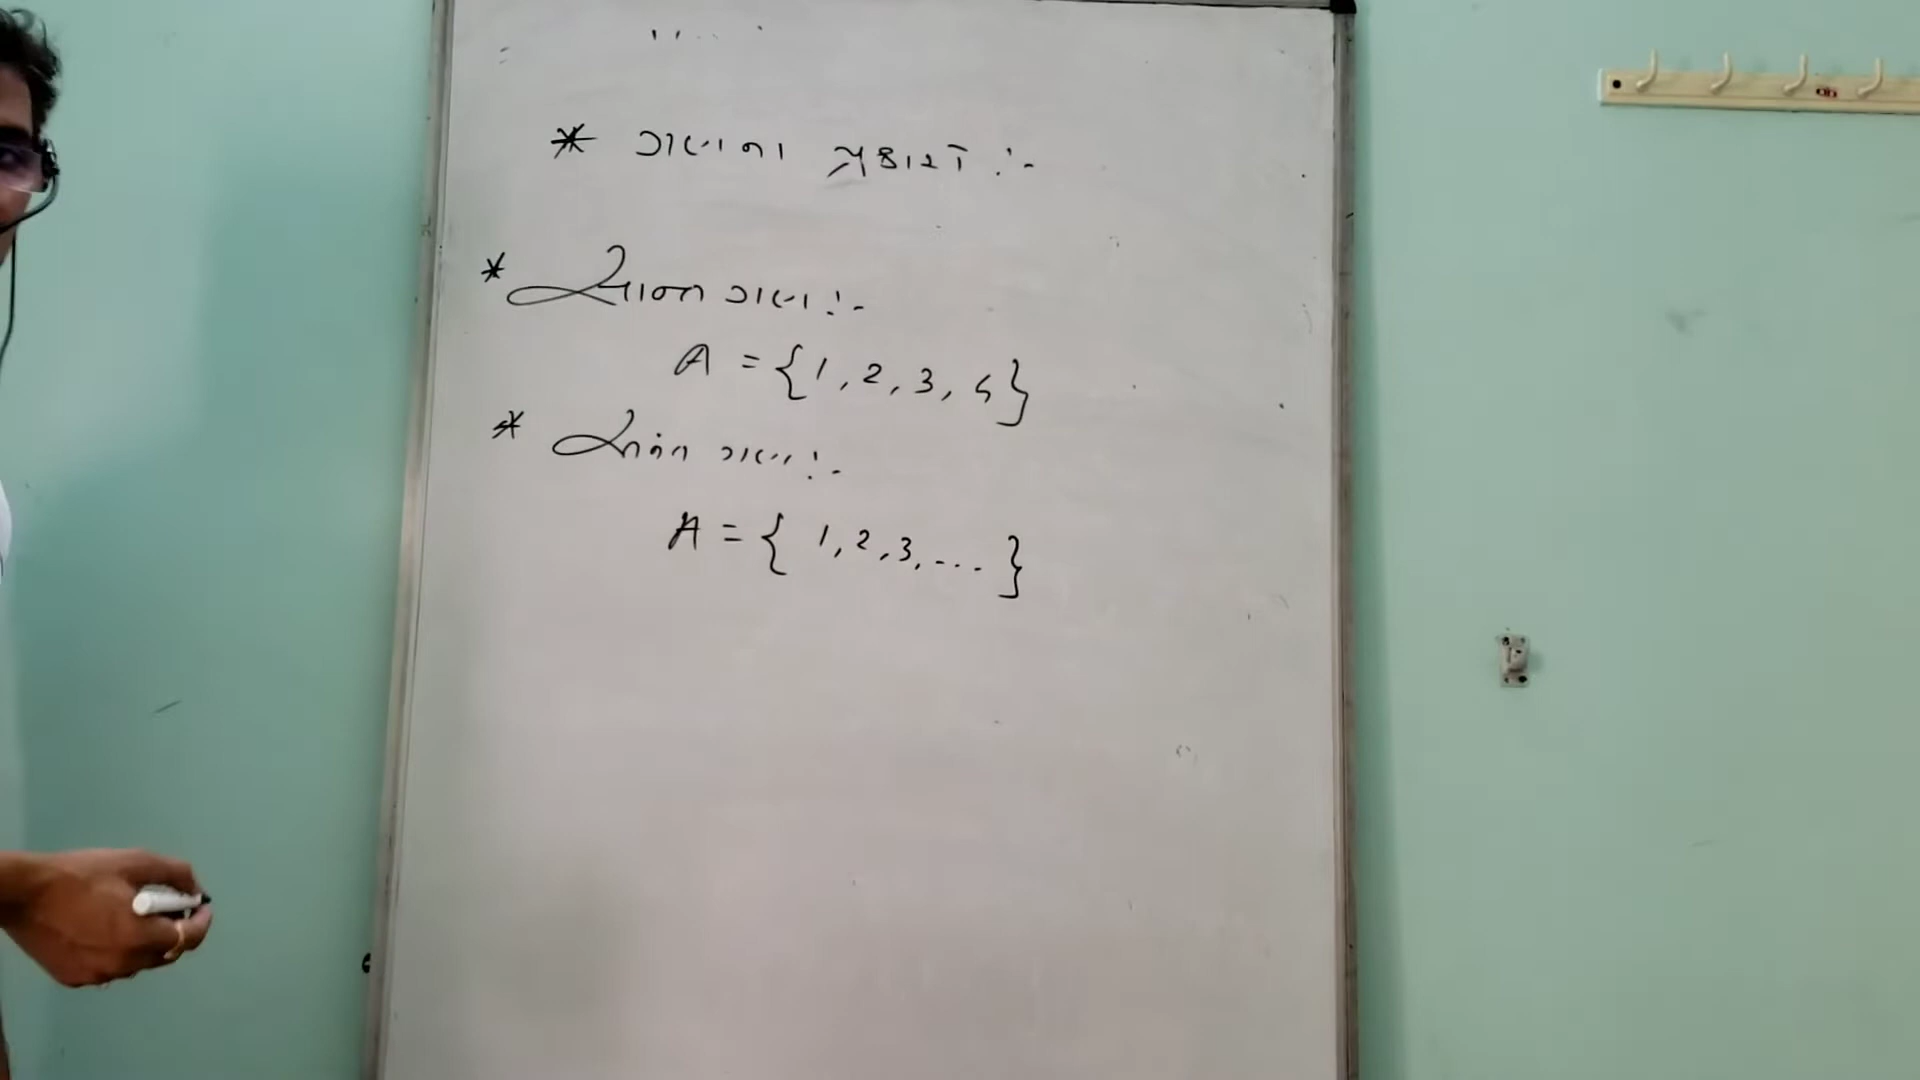 * ગણના પ્રકારો :-
* સાન્ત ગણ :-
A = {1, 2, 3, 4}
* અનંત ગણ :-
A = { 1, 2, 3, ... }